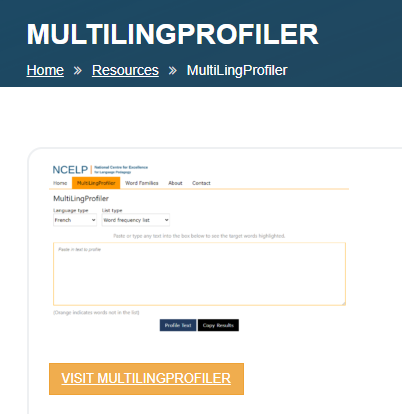 MULTILINGPROFILER
Home » Resources » MultiLingProfiler
NCELP National Centre for Excellence
for Language Pedagogy
Home MultiLingProfiler Word Families About Contact
MultiLingProfiler
Language type List type
French Word frequency list
Paste or type any text into the box below to see the target words highlighted.
Paste in text to profile
(Orange indicates words not in the list)
Profile Text Copy Results
VISIT MULTILINGPROFILER